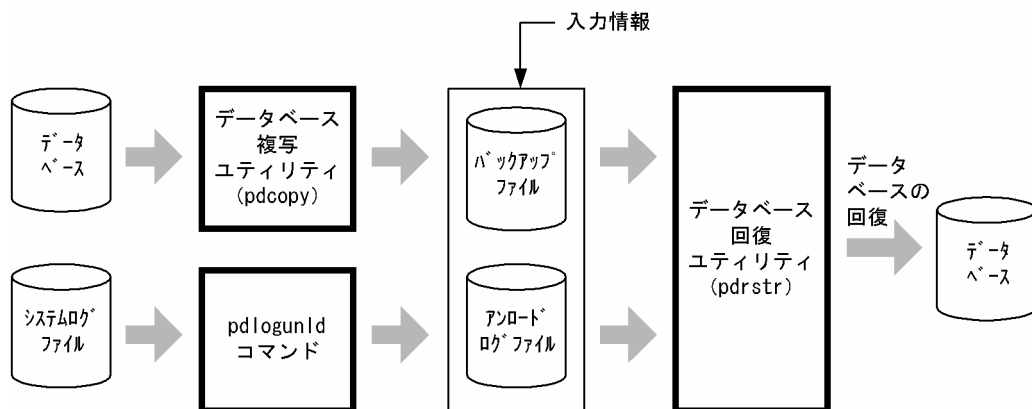 入力情報
データ
ベース
データベース
複写
ユティリティ
(pdcopy)
バックアップ
ファイル
データベース
回復
ユティリティ
(pdrstr)
データ
ベースの
回復
データ
ベース
システムログ
ファイル
pdlogunld
コマンド
アンロード
ログファイル